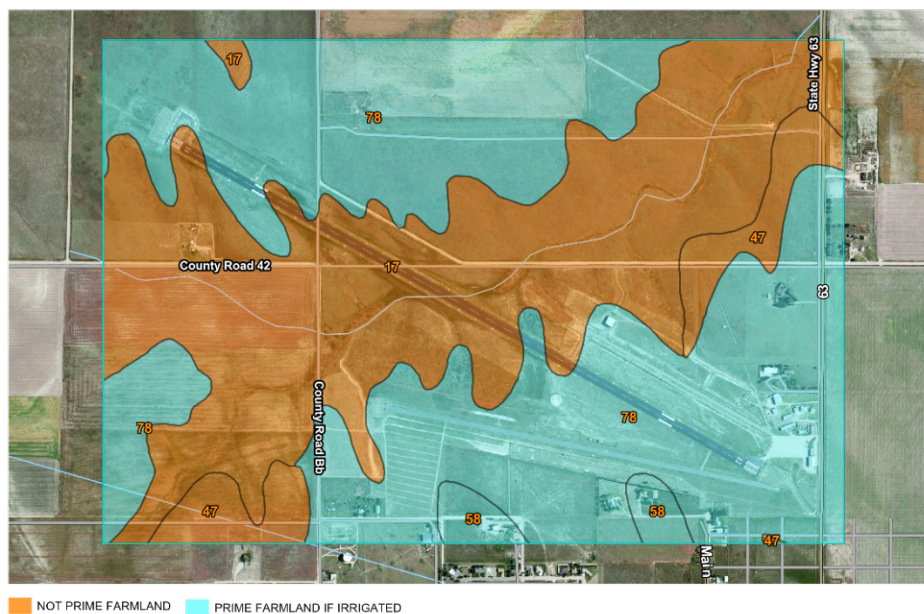 17
State Hwy 63
78
47
County Road 42
17
63
County Road Bb
78
78
47
58
58
47
Main
NOT PRIME FARMLAND
PRIME FARMLAND IF IRRIGATED